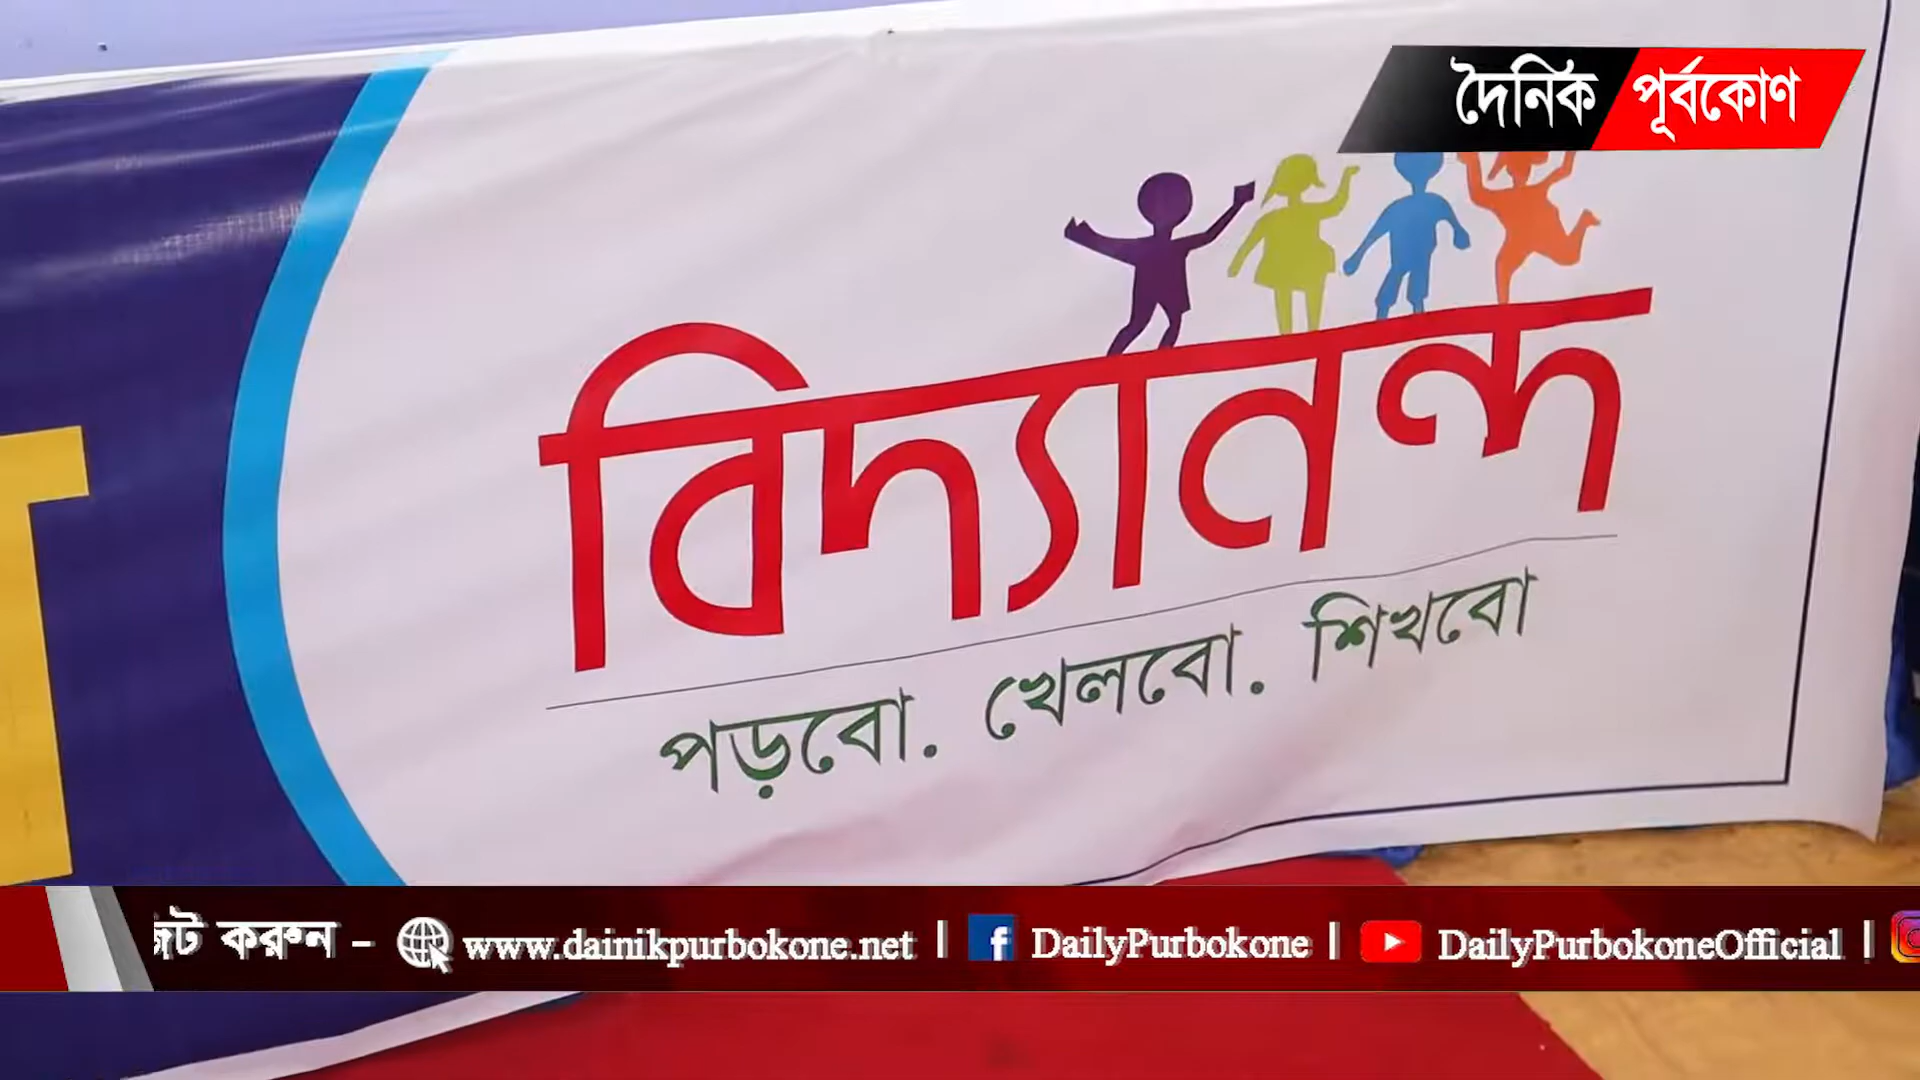 দৈনিক পূর্বকোণ
বিদ্যানন্দ
পড়বো. খেলবো. শিখবো
করুন - www.dainikpurbokone.net | DailyPurbokone | DailyPurbokoneOfficial |